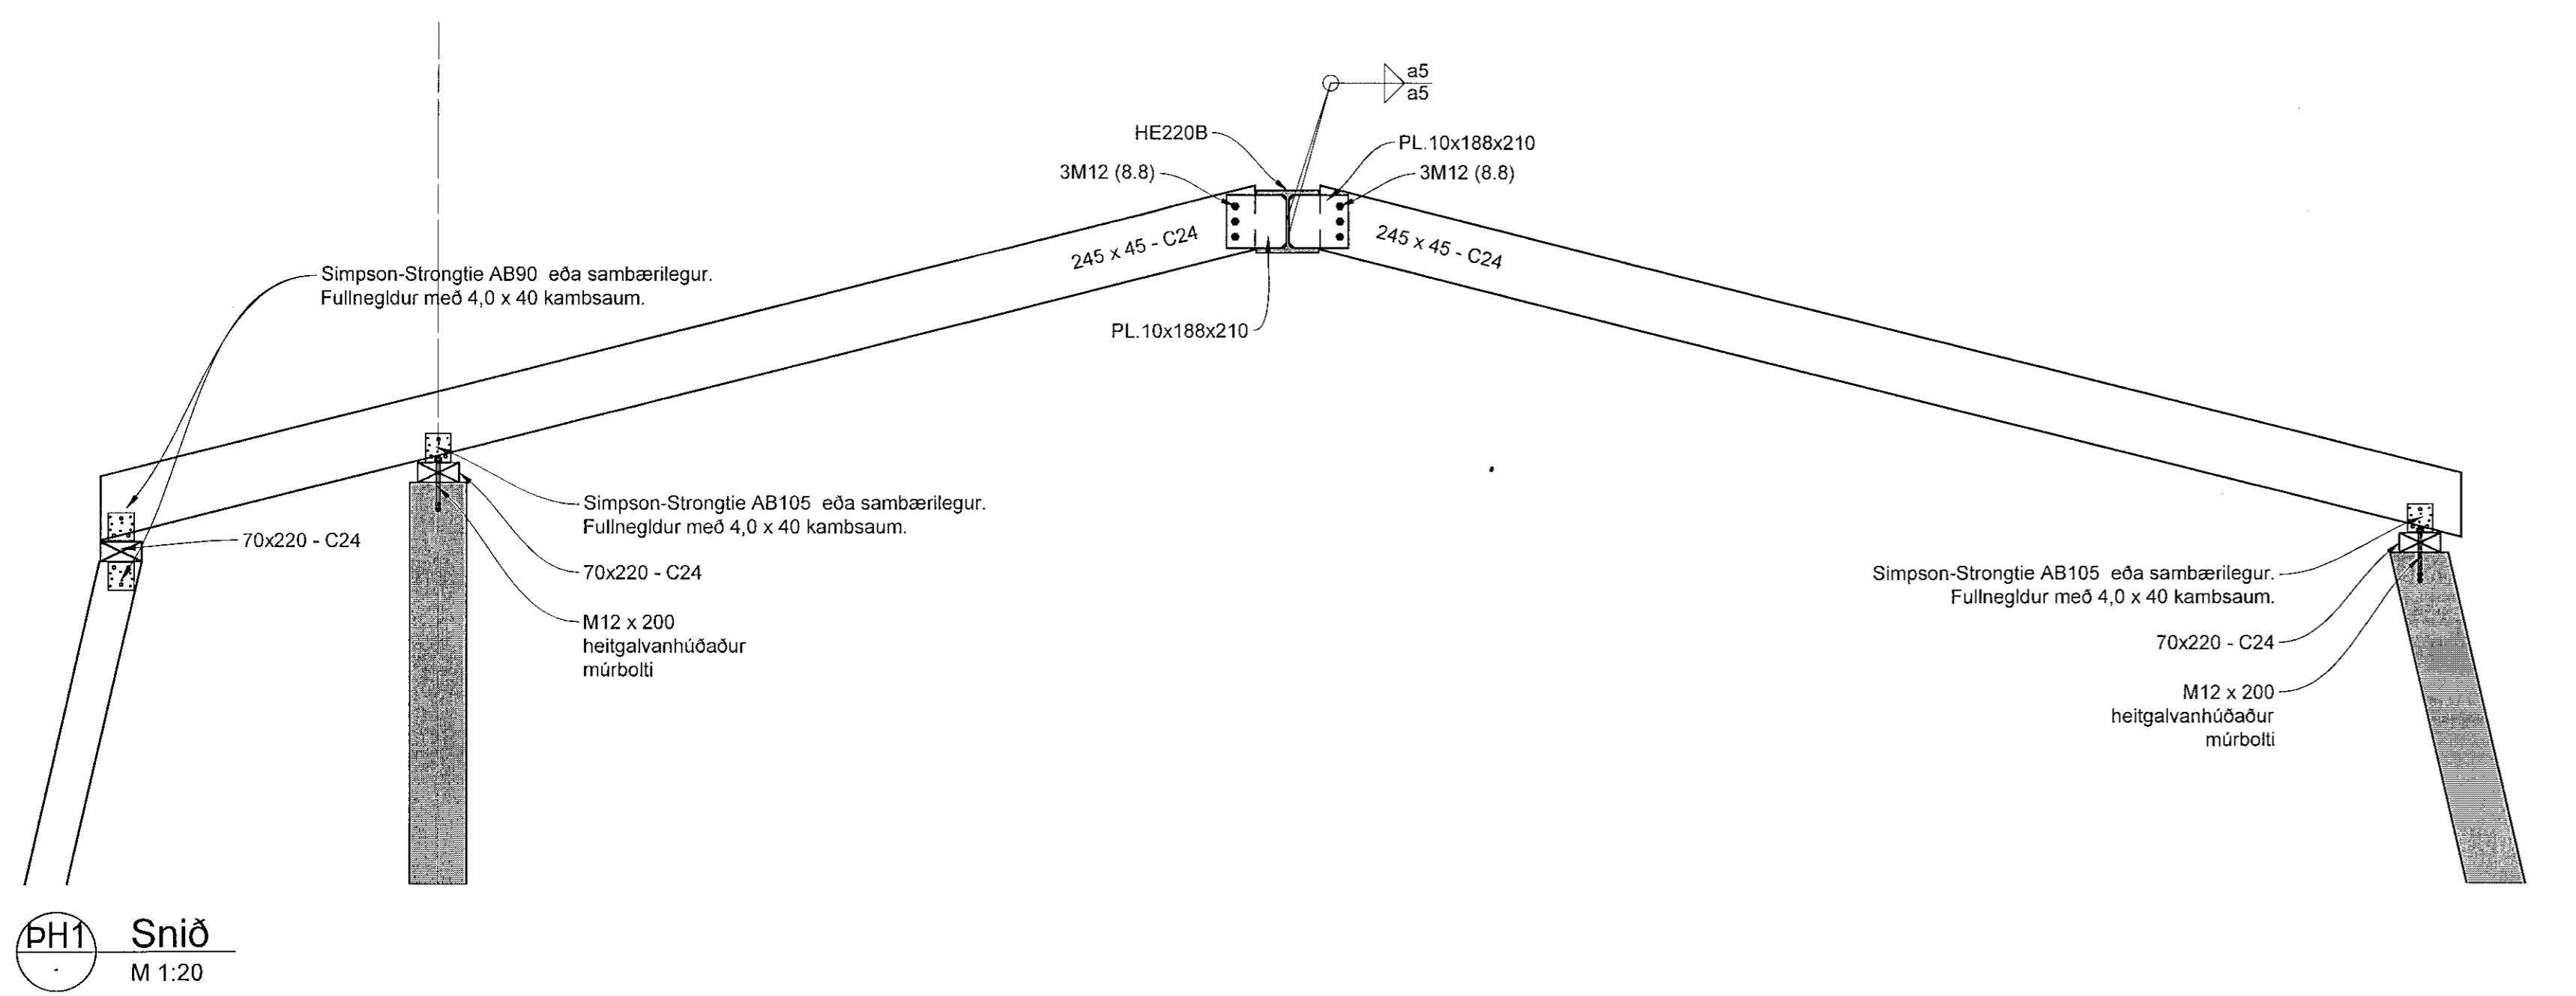 a5
a5
HE220B
PL.10x188x210
3M12 (8.8)
3M12 (8.8)
245 x 45 - C24
245 x 45 - C24
Simpson-Strongtie AB90 eða sambærilegur.
Fullnegldur með 4,0 x 40 kambsaum.
PL.10x188x210
Simpson-Strongtie AB105 eða sambærilegur.
Fullnegldur með 4,0 x 40 kambsaum.
70x220 - C24
70x220 - C24
M12 x 200
heitgalvanhúðaður
múrbolti
Simpson-Strongtie AB105 eða sambærilegur.
Fullnegldur með 4,0 x 40 kambsaum.
70x220 - C24
M12 x 200
heitgalvanhúðaður
múrbolti
ÞH1
Snið
-
M 1:20